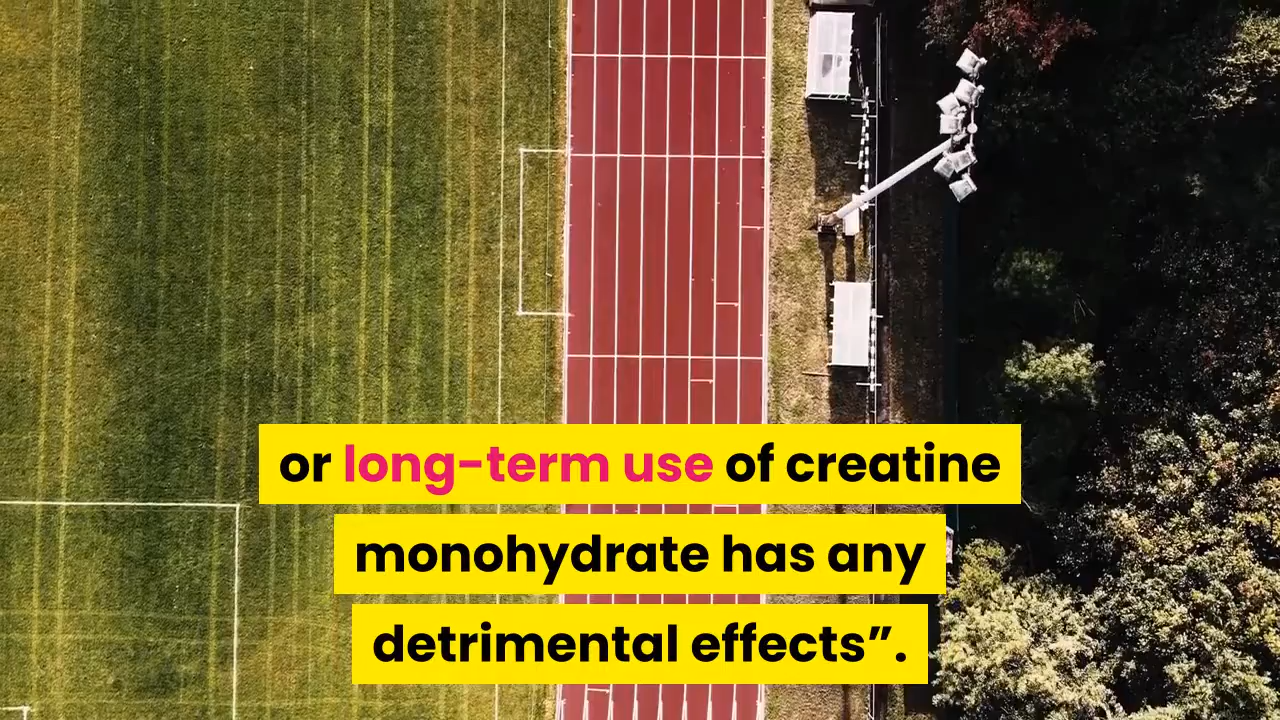 or long-term use of creatine
monohydrate has any
detrimental effects”.